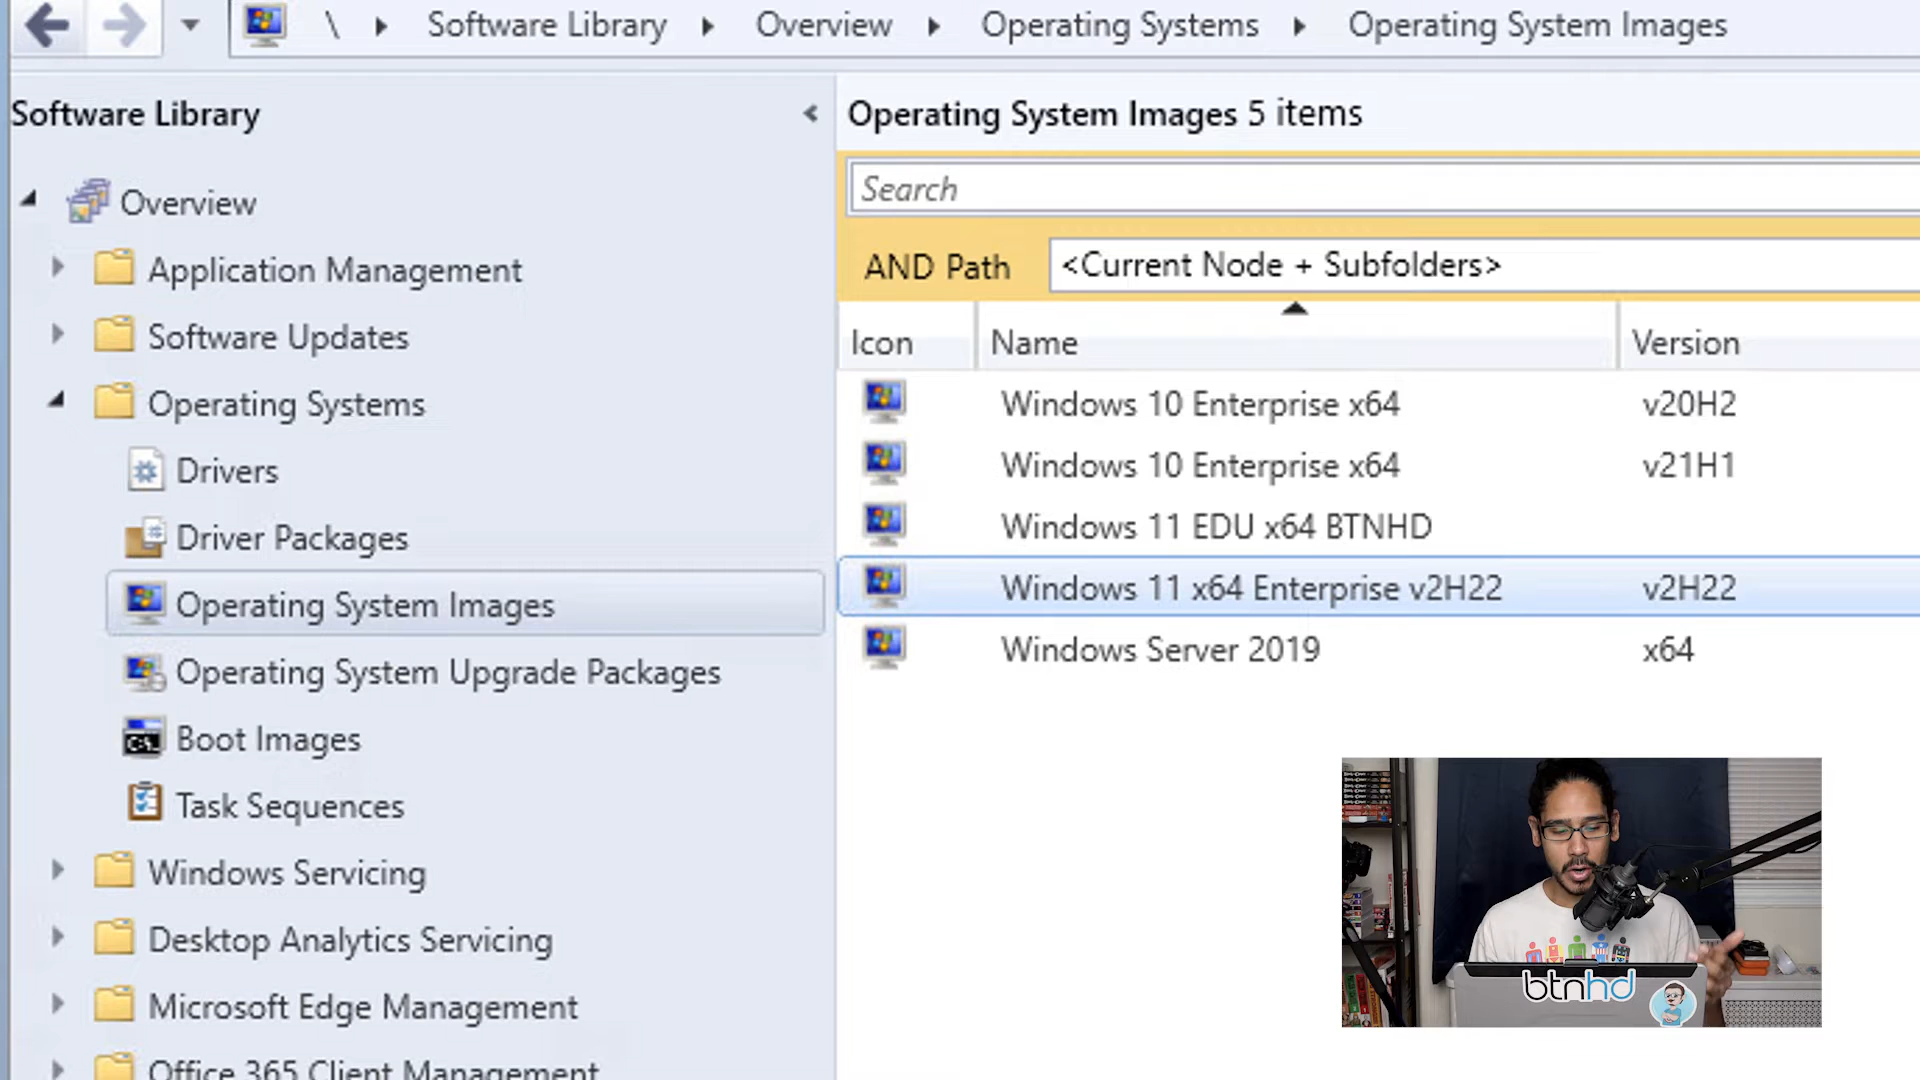 \ Software Library Overview Operating Systems Operating System Images
Software Library
Overview
Application Management
Software Updates
Operating Systems
Drivers
Driver Packages
Operating System Images
Operating System Upgrade Packages
Boot Images
Task Sequences
Windows Servicing
Desktop Analytics Servicing
Microsoft Edge Management
Office 365 Client Management
Operating System Images 5 items
Search
AND Path <Current Node + Subfolders>
Icon Name Version
Windows 10 Enterprise x64 v20H2
Windows 10 Enterprise x64 v21H1
Windows 11 EDU x64 BTNHD
Windows 11 x64 Enterprise v2H22 v2H22
Windows Server 2019 x64
btnhd